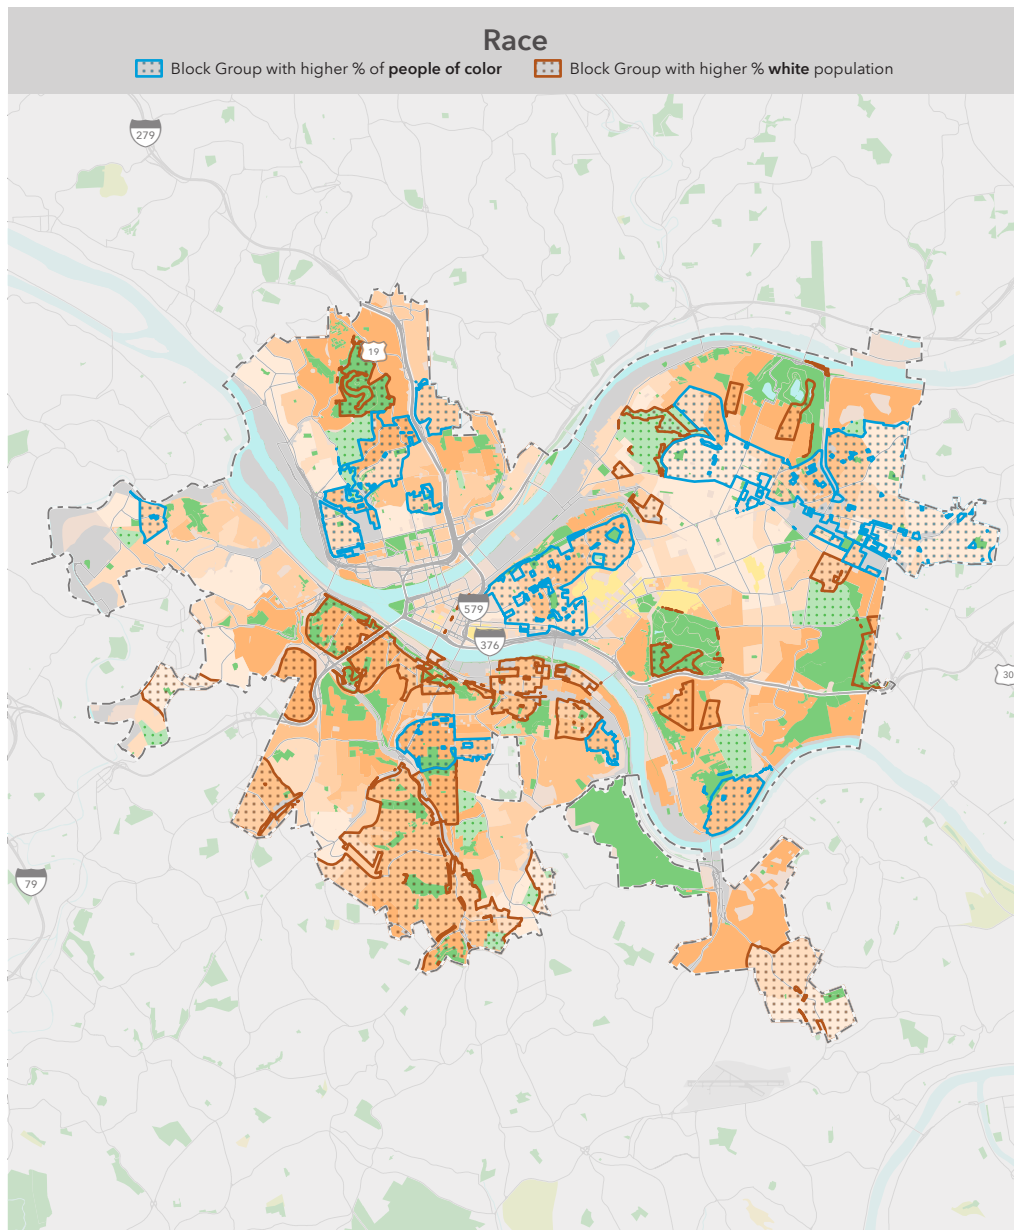 Race
Block Group with higher % of people of color
Block Group with higher % white population
279
19
579
376
30
79